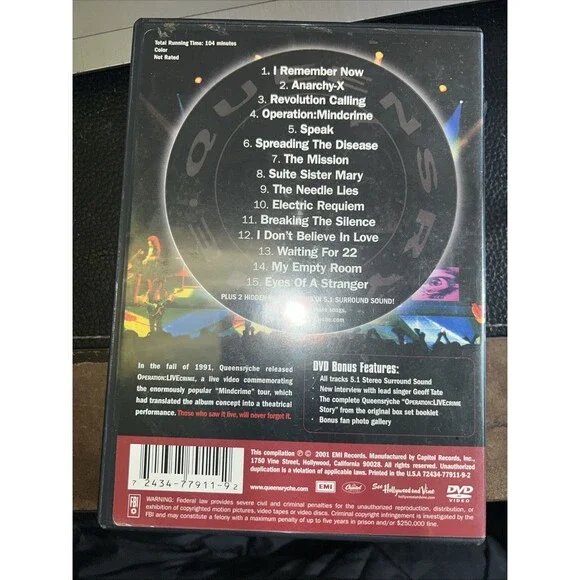 Total Running Time: 104 minutes
Color
Not Rated
QUEENSR
1. I Remember Now
2. Anarchy-X
3. Revolution Calling
4. Operation:Mindcrime
5. Speak
6. Spreading The Disease
7. The Mission
8. Suite Sister Mary
9. The Needle Lies
10. Electric Requiem
11. Breaking The Silence
12. I Don't Believe In Love
13. Waiting For 22
14. My Empty Room
15. Eyes Of A Stranger
PLUS 2 HIDDEN 5.1 SURROUND SOUND!
songs.
In the fall of 1991, Queensrÿche released
OPERATION:LIVECRIME, a live video commemorating
the enormously popular "Mindcrime" tour, which
had translated the album concept into a theatrical
performance. Those who saw it live, will never forget it.
DVD Bonus Features:
• All tracks 5.1 Stereo Surround Sound
• New interview with lead singer Geoff Tate
• The complete Queensrÿche "OPERATION:LIVECRIME
Story" from the original box set booklet
• Bonus fan photo gallery
7 2434-77911-9 2
This compilation ℗ © 2001 EMI Records. Manufactured by Capitol Records, Inc.,
1750 Vine Street, Hollywood, California 90028. All rights reserved. Unauthorized
duplication is a violation of applicable laws. Printed in the U.S.A 72434-77911-9-2
www.queensryche.com
EMI
Capitol
See Hollywood and Vine
DVD
VIDEO
FBI
WARNING: Federal law provides severe civil and criminal penalties for the unauthorized reproduction, distribution, or
exhibition of copyrighted motion pictures, video tapes or video discs. Criminal copyright infringement is investigated by the
FBI and may constitute a felony with a maximum penalty of up to five years in prison and/or $250,000 fine.